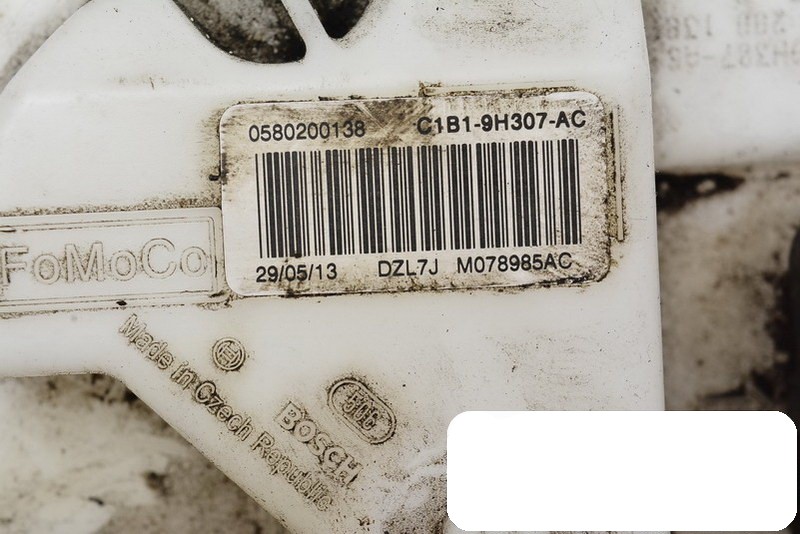 0580200138 C1B1-9H307-AC
29/05/13 DZL7J M078985AC
FoMoCo
Made in Czech Republic
BOSCH